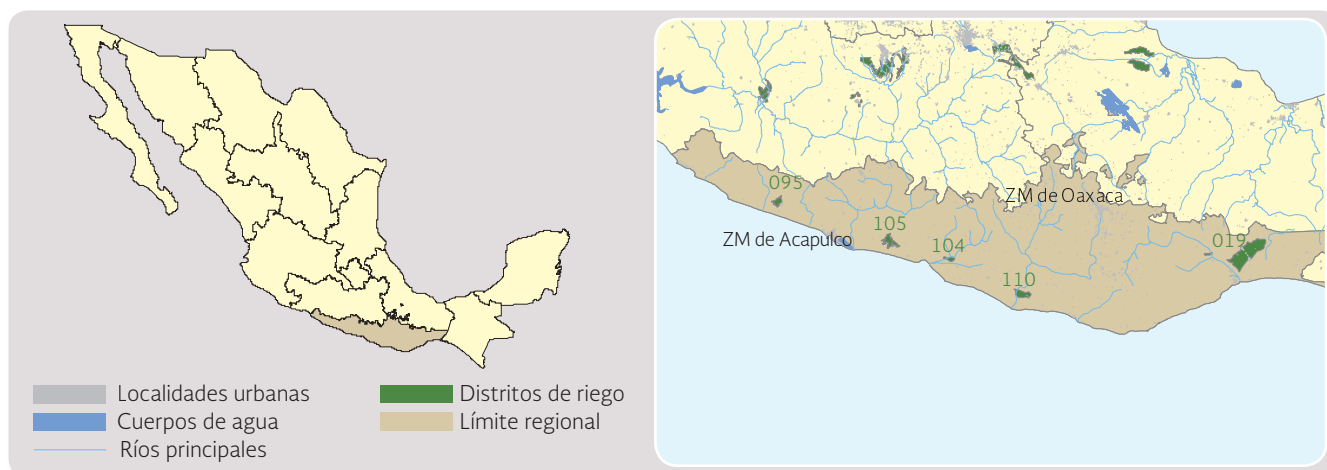 ZM de Oaxaca
095
ZM de Acapulco
105
104
019
110
Localidades urbanas
Distritos de riego
Cuerpos de agua
Límite regional
Ríos principales